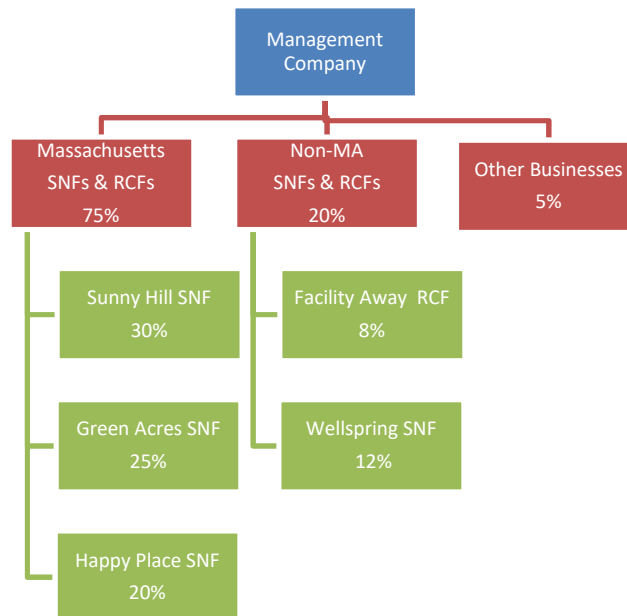 Management
Company
Massachusetts
SNFs & RCFs
75%
Non-MA
SNFs & RCFs
20%
Other Businesses
5%
Sunny Hill SNF
30%
Facility Away RCF
8%
Green Acres SNF
25%
Wellspring SNF
12%
Happy Place SNF
20%